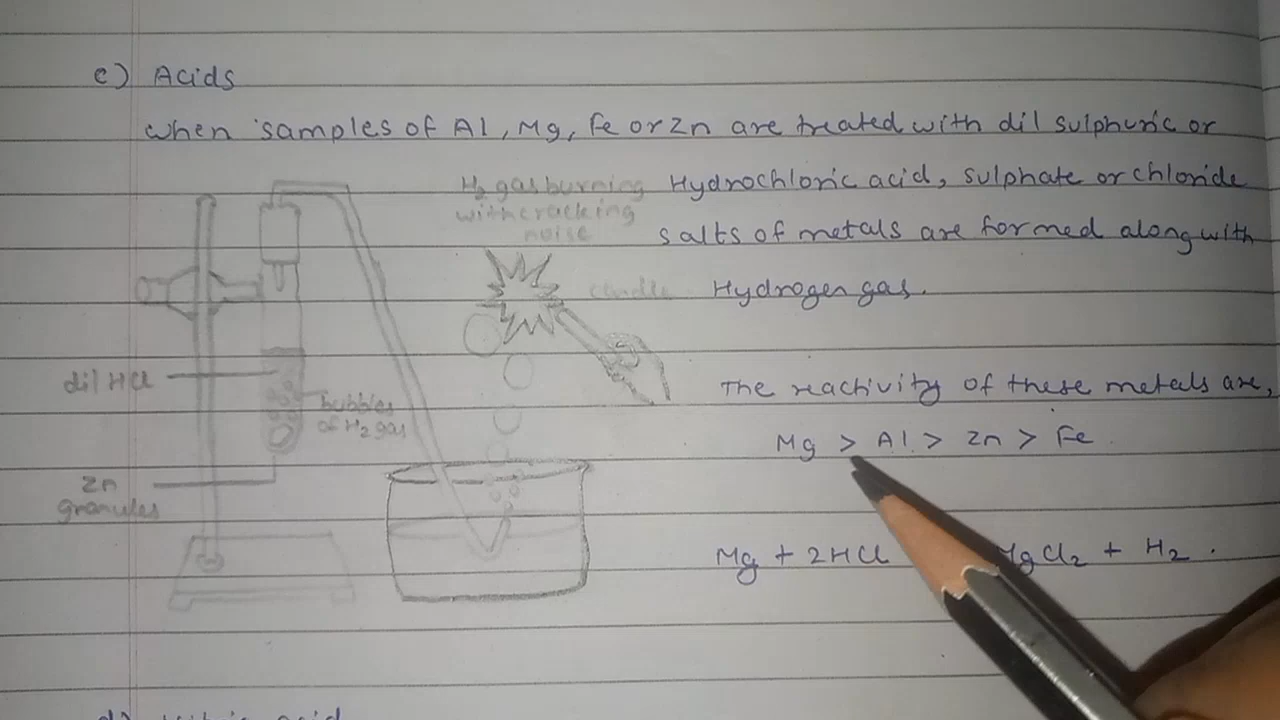 c) Acids
when samples of Al, Mg, Fe or Zn are treated with dil sulphuric or
Hydrochloric acid, sulphate or chloride
salts of metals are formed along with
Hydrogen gas.
H2 gas burning
with cracking
noise
candle
dil HCl
bubbles
of H2 gas
Zn
granules
The reactivity of these metals are,
Mg > Al > Zn > Fe.
Mg + 2HCl MgCl2 + H2.